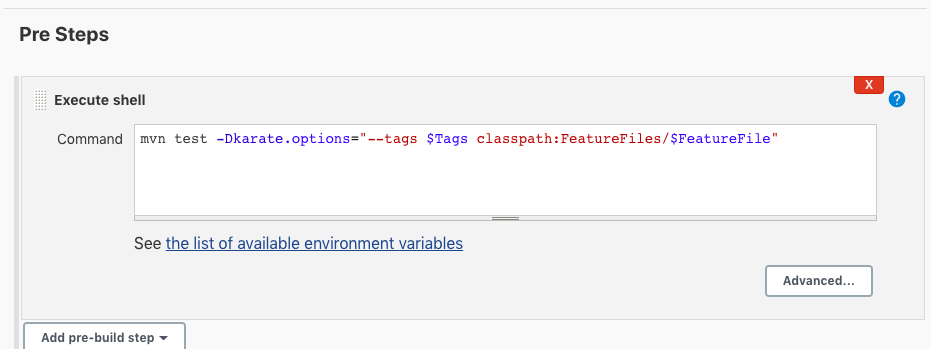 Pre Steps
X
Execute shell
?
Command
mvn test -Dkarate.options="--tags $Tags classpath:FeatureFiles/$FeatureFile"
See the list of available environment variables
Advanced...
Add pre-build step